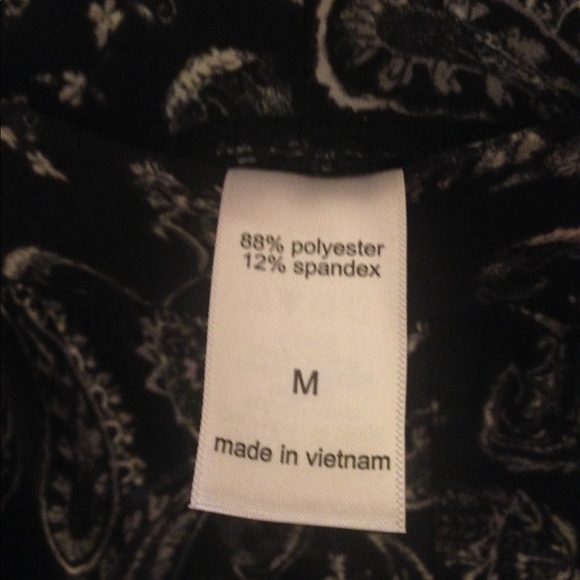 88% polyester
12% spandex
M
made in vietnam